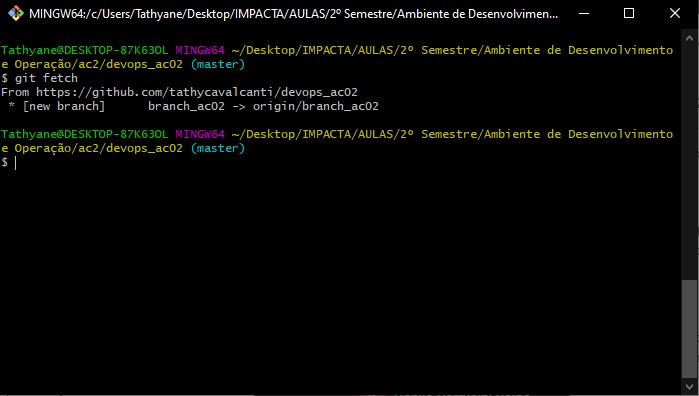 MINGW64:/c/Users/Tathyane/Desktop/IMPACTA/AULAS/2º Semestre/Ambiente de Desenvolvimen...
Tathyane@DESKTOP-87K63OL MINGW64 ~/Desktop/IMPACTA/AULAS/2º Semestre/Ambiente de Desenvolvimento
e Operação/ac2/devops_ac02 (master)
$ git fetch
From https://github.com/tathycavalcanti/devops_ac02
 * [new branch]      branch_ac02 -> origin/branch_ac02
Tathyane@DESKTOP-87K63OL MINGW64 ~/Desktop/IMPACTA/AULAS/2º Semestre/Ambiente de Desenvolvimento
e Operação/ac2/devops_ac02 (master)
$